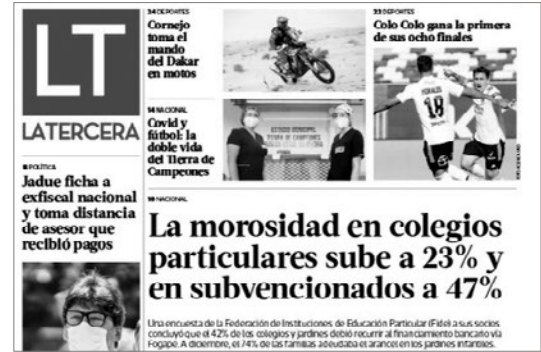 LT
LATERCERA
POLÍTICA
Jadue ficha a
exfiscal nacional
y toma distancia
de asesor que
recibió pagos
34 DEPORTES
Cornejo
toma el
mando
del Dakar
en motos
14 NACIONAL
Covid y
fútbol: la
doble vida
del Tierra de
Campeones
33 DEPORTES
Colo Colo gana la primera
de sus ocho finales
MORALES
18
NACIONAL
La morosidad en colegios
particulares sube a 23% y
en subvencionados a 47%
Una encuesta de la Federación de Instituciones de Educación Particular (Fide) a sus socios
concluyó que el 42% de los colegios y jardines debió recurrir al financiamiento bancario vía
Fogape. A diciembre, el 74% de las familias adeudaba el arancel en los jardines infantiles.